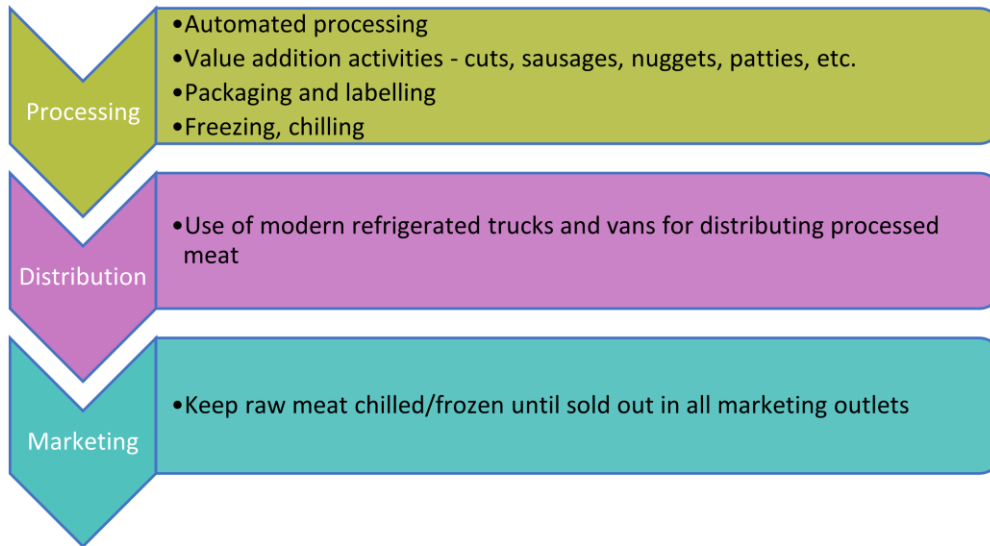 Processing
•Automated processing
•Value addition activities - cuts, sausages, nuggets, patties, etc.
•Packaging and labelling
•Freezing, chilling
Distribution
•Use of modern refrigerated trucks and vans for distributing processed
meat
Marketing
•Keep raw meat chilled/frozen until sold out in all marketing outlets